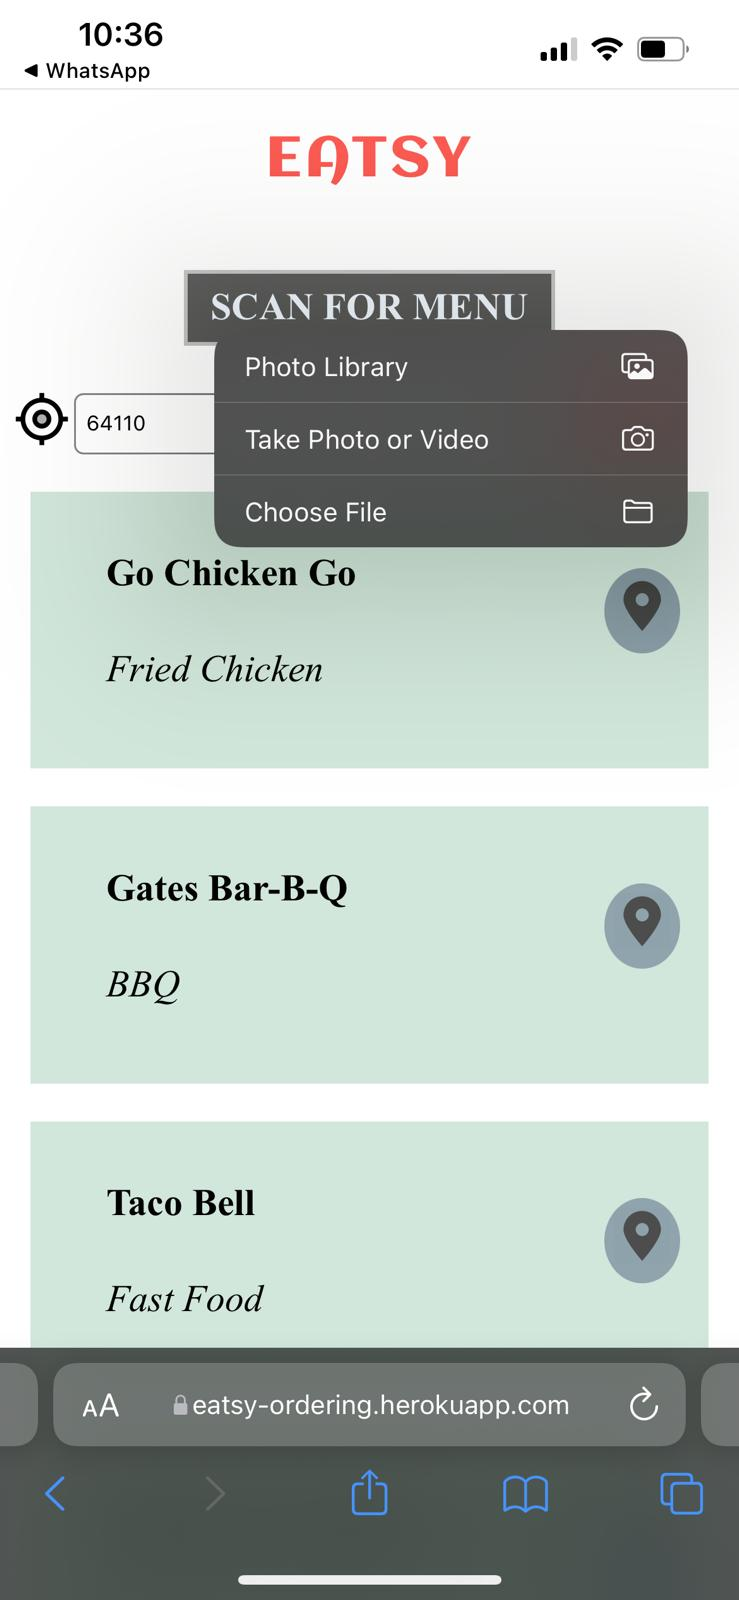 10:36
WhatsApp
EATSY
SCAN FOR MENU
Photo Library
64110
Take Photo or Video
Choose File
Go Chicken Go
Fried Chicken
Gates Bar-B-Q
BBQ
Taco Bell
Fast Food
AA eatsy-ordering.herokuapp.com